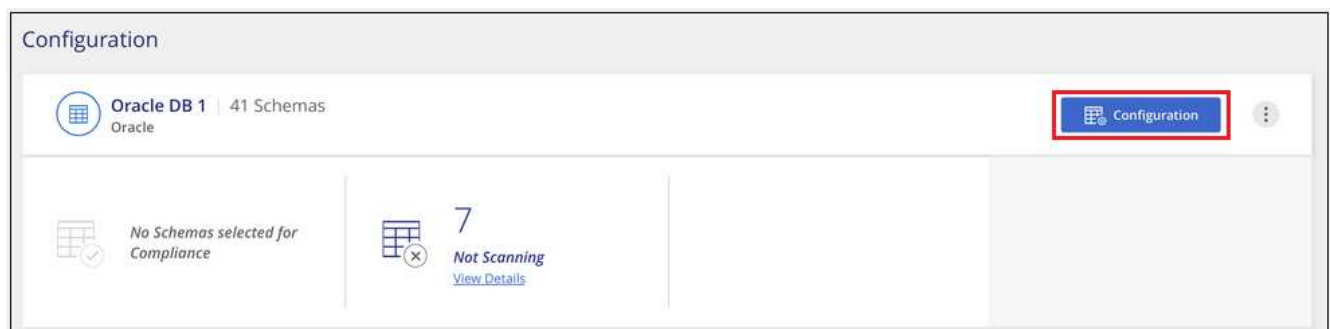 Configuration
Oracle DB 1 | 41 Schemas
Oracle
Configuration
No Schemas selected for
Compliance
7
Not Scanning
View Details